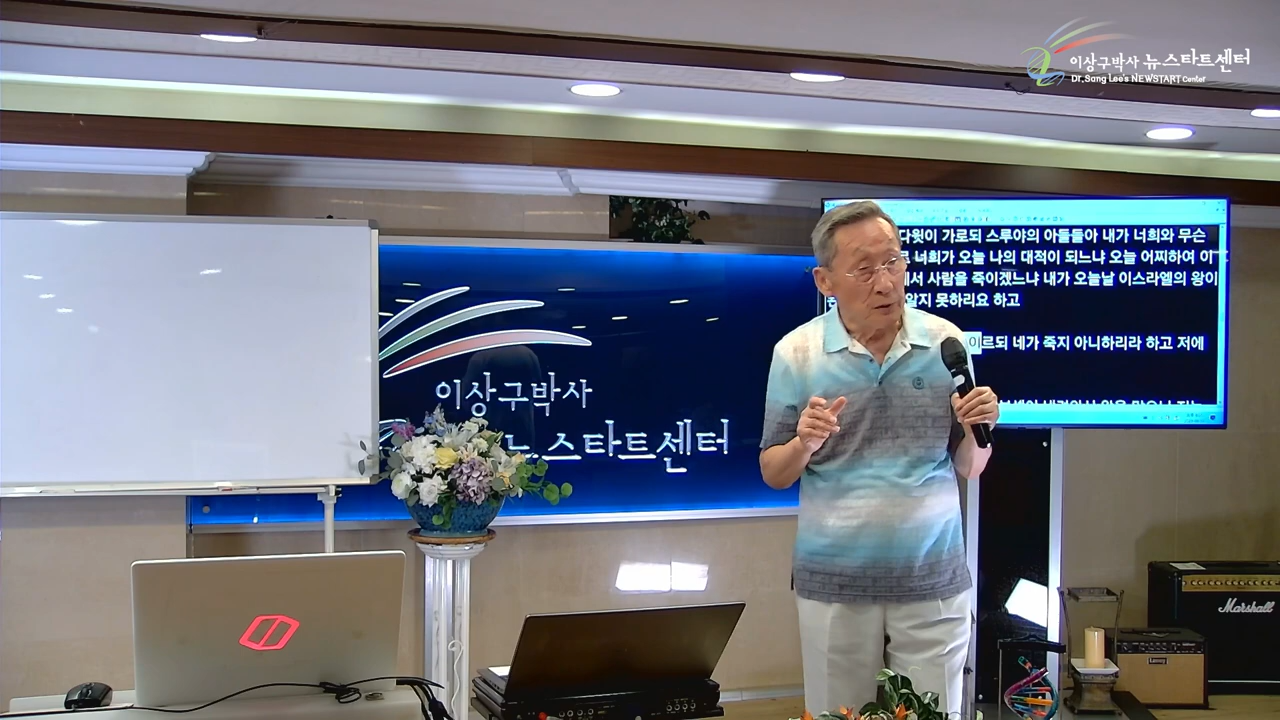 이상구박사 뉴스타트센터
Dr. Sang Lee's NEWSTART Center
다윗이 가로되 스루야의 아들들아 내가 너희와 무슨
너희가 오늘 나의 대적이 되느냐 오늘 어찌하여 이
사람을 죽이겠느냐 내가 오늘날 이스라엘의 왕이
알지 못하리요 하고
이르되 네가 죽지 아니하리라 하고 저에
이상구박사
뉴스타트센터
Marshall
Laney